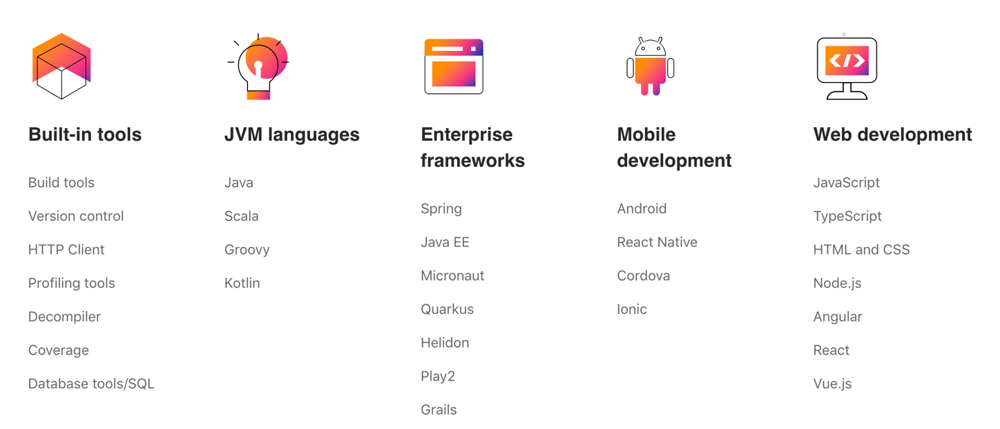 Built-in tools
Build tools
Version control
HTTP Client
Profiling tools
Decompiler
Coverage
Database tools/SQL
JVM languages
Java
Scala
Groovy
Kotlin
Enterprise
frameworks
Spring
Java EE
Micronaut
Quarkus
Helidon
Play2
Grails
Mobile
development
Android
React Native
Cordova
Ionic
Web development
JavaScript
TypeScript
HTML and CSS
Node.js
Angular
React
Vue.js